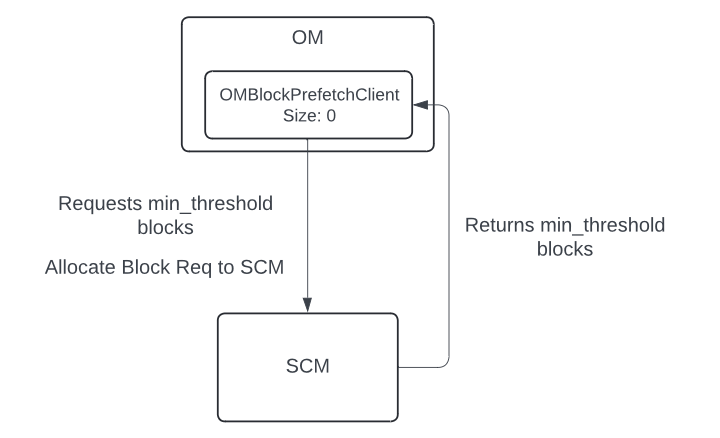 OM
OMBlockPrefetchClient
Size: 0
Requests min_threshold
blocks
Allocate Block Req to SCM
Returns min_threshold
blocks
SCM